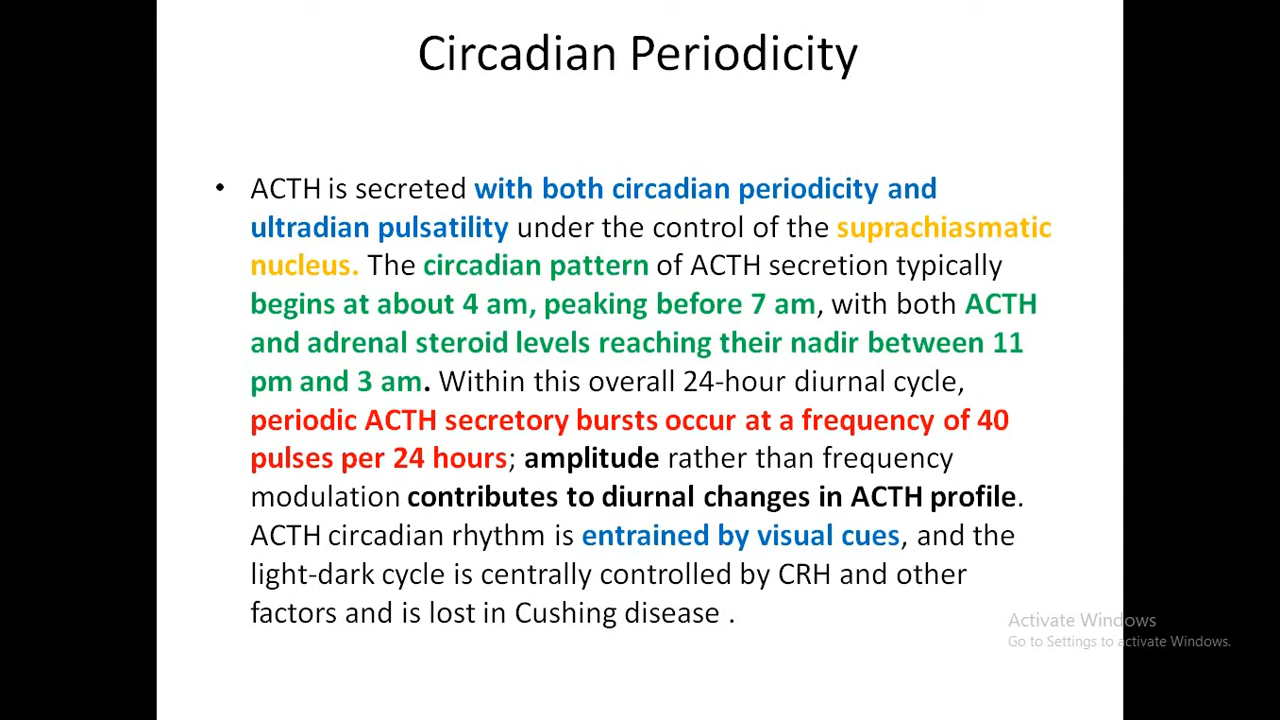 Circadian Periodicity
• ACTH is secreted with both circadian periodicity and
ultradian pulsatility under the control of the suprachiasmatic
nucleus. The circadian pattern of ACTH secretion typically
begins at about 4 am, peaking before 7 am, with both ACTH
and adrenal steroid levels reaching their nadir between 11
pm and 3 am. Within this overall 24-hour diurnal cycle,
periodic ACTH secretory bursts occur at a frequency of 40
pulses per 24 hours; amplitude rather than frequency
modulation contributes to diurnal changes in ACTH profile.
ACTH circadian rhythm is entrained by visual cues, and the
light-dark cycle is centrally controlled by CRH and other
factors and is lost in Cushing disease .
Activate Windows
Go to Settings to activate Windows.